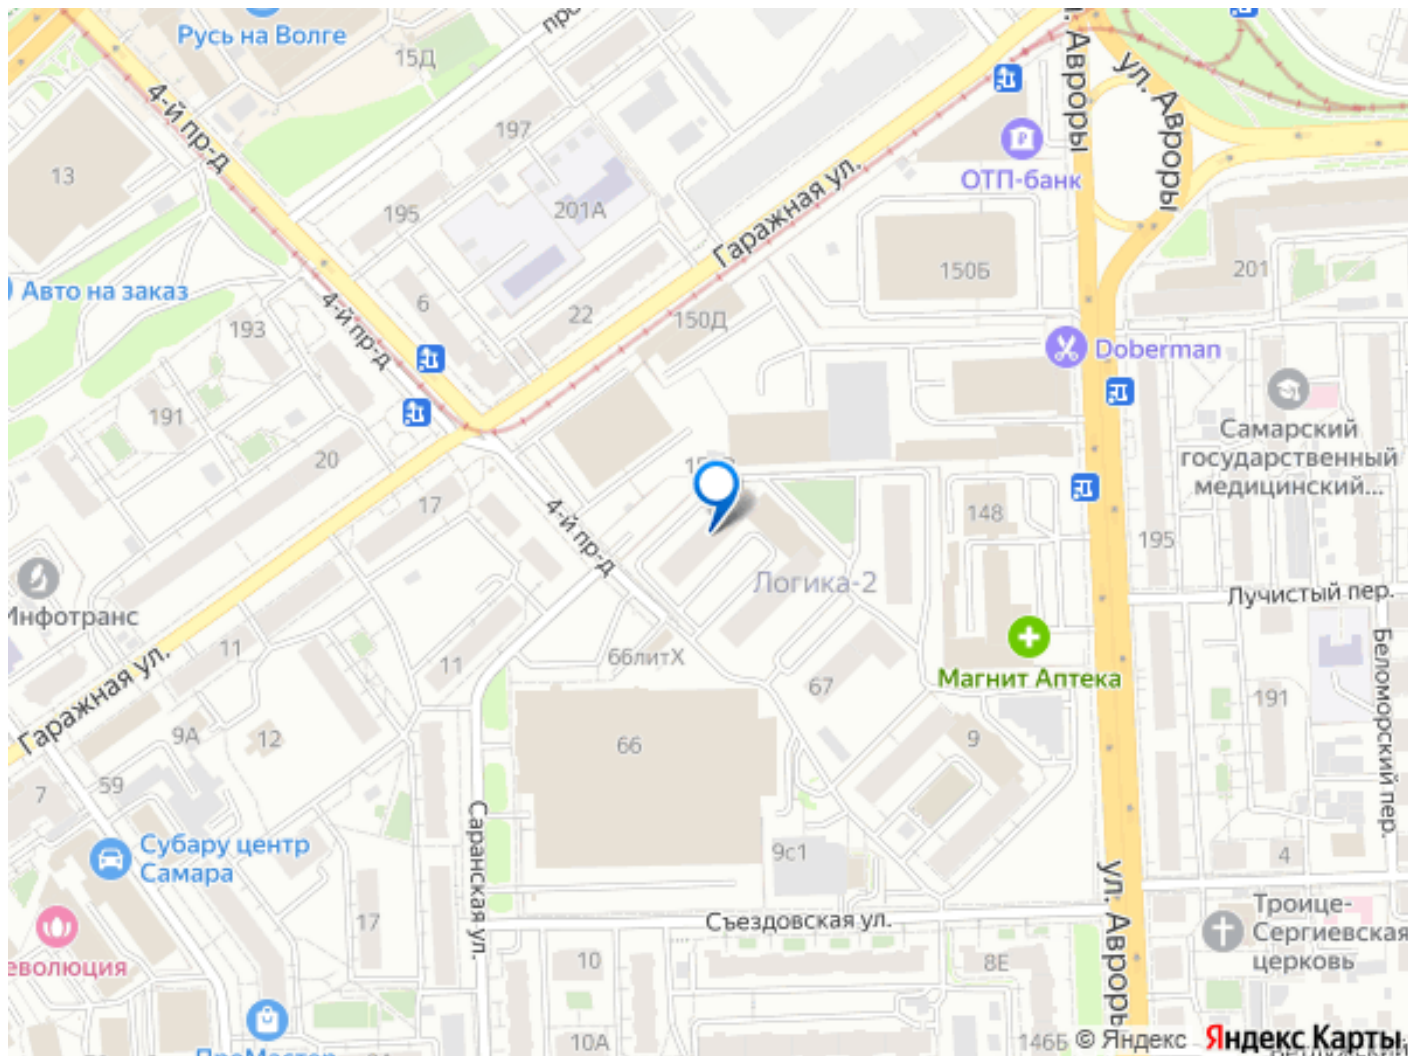 Русь на Волге
15Д
ул. Авроры
ул. Авроры
4-й пр-д
197
13
ОТП-банк
195
201А
Гаражная ул.
150Б
201
Авто на заказ
4-й пр-д
6
22
150Д
193
Doberman
191
20
Самарский
государственный
медицинский...
17
4-й пр-д
148
195
Логика-2
Инфотранс
Лучистый пер.
11
11
66литХ
Магнит Аптека
67
Беломорский пер.
Гаражная ул.
191
9А
12
66
9
59
7
Саранская ул.
Субару центр
Самара
9с1
4
ул. Авроры
17
Съездовская ул.
Троице-
Сергиевская
церковь
еволюция
10
8Е
10А
146Б
© Яндекс
Яндекс Карты